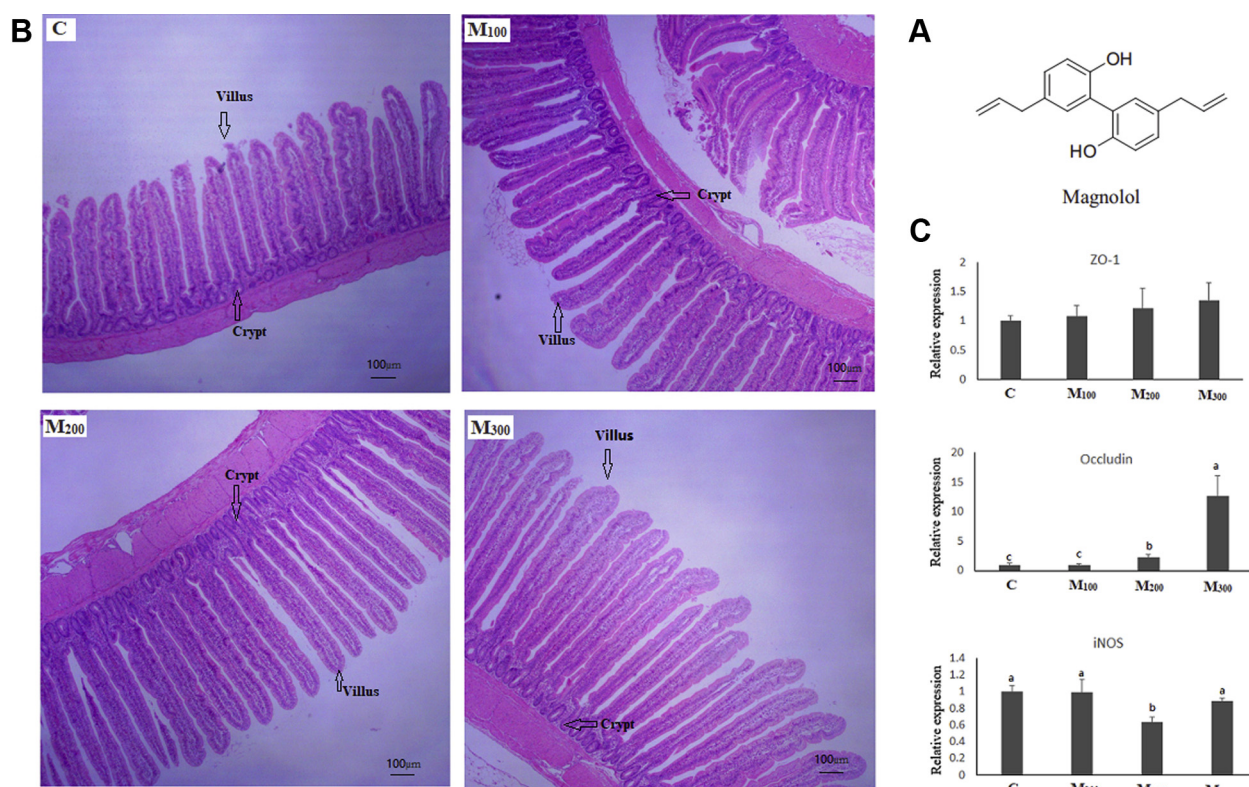 B
C
Villus
Crypt
100μm
M100
Crypt
Villus
100μm
M200
Crypt
Villus
100μm
M300
Villus
Crypt
100μm
A
OH
HO
Magnolol
C
ZO-1
Relative expression
2
1.5
1
0.5
0
C M100 M200 M300
Occludin
Relative expression
20
15
10
5
0
c c b a
C M100 M200 M300
iNOS
Relative expression
1.4
1.2
1
0.8
0.6
0.4
0.2
0
a a b a